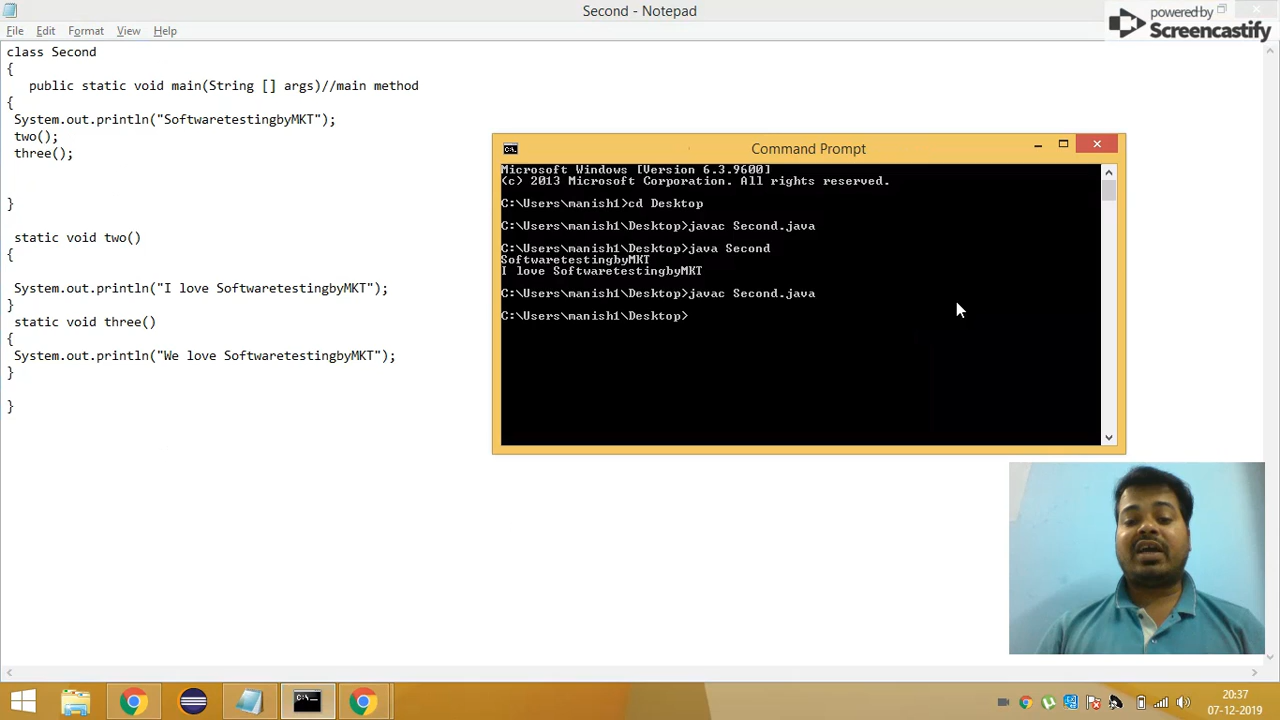 Second - Notepad
powered by
Screencastify
File Edit Format View Help
class Second
{
public static void main(String [] args)//main method
{
System.out.println("SoftwaretestingbyMKT");
two();
three();
}
static void two()
{
System.out.println("I love SoftwaretestingbyMKT");
}
static void three()
{
System.out.println("We love SoftwaretestingbyMKT");
}
}
Command Prompt
Microsoft Windows [Version 6.3.9600]
(c) 2013 Microsoft Corporation. All rights reserved.
C:\Users\manish1>cd Desktop
C:\Users\manish1\Desktop>javac Second.java
C:\Users\manish1\Desktop>java Second
SoftwaretestingbyMKT
I love SoftwaretestingbyMKT
C:\Users\manish1\Desktop>javac Second.java
C:\Users\manish1\Desktop>
C:\
20:37
07-12-2019